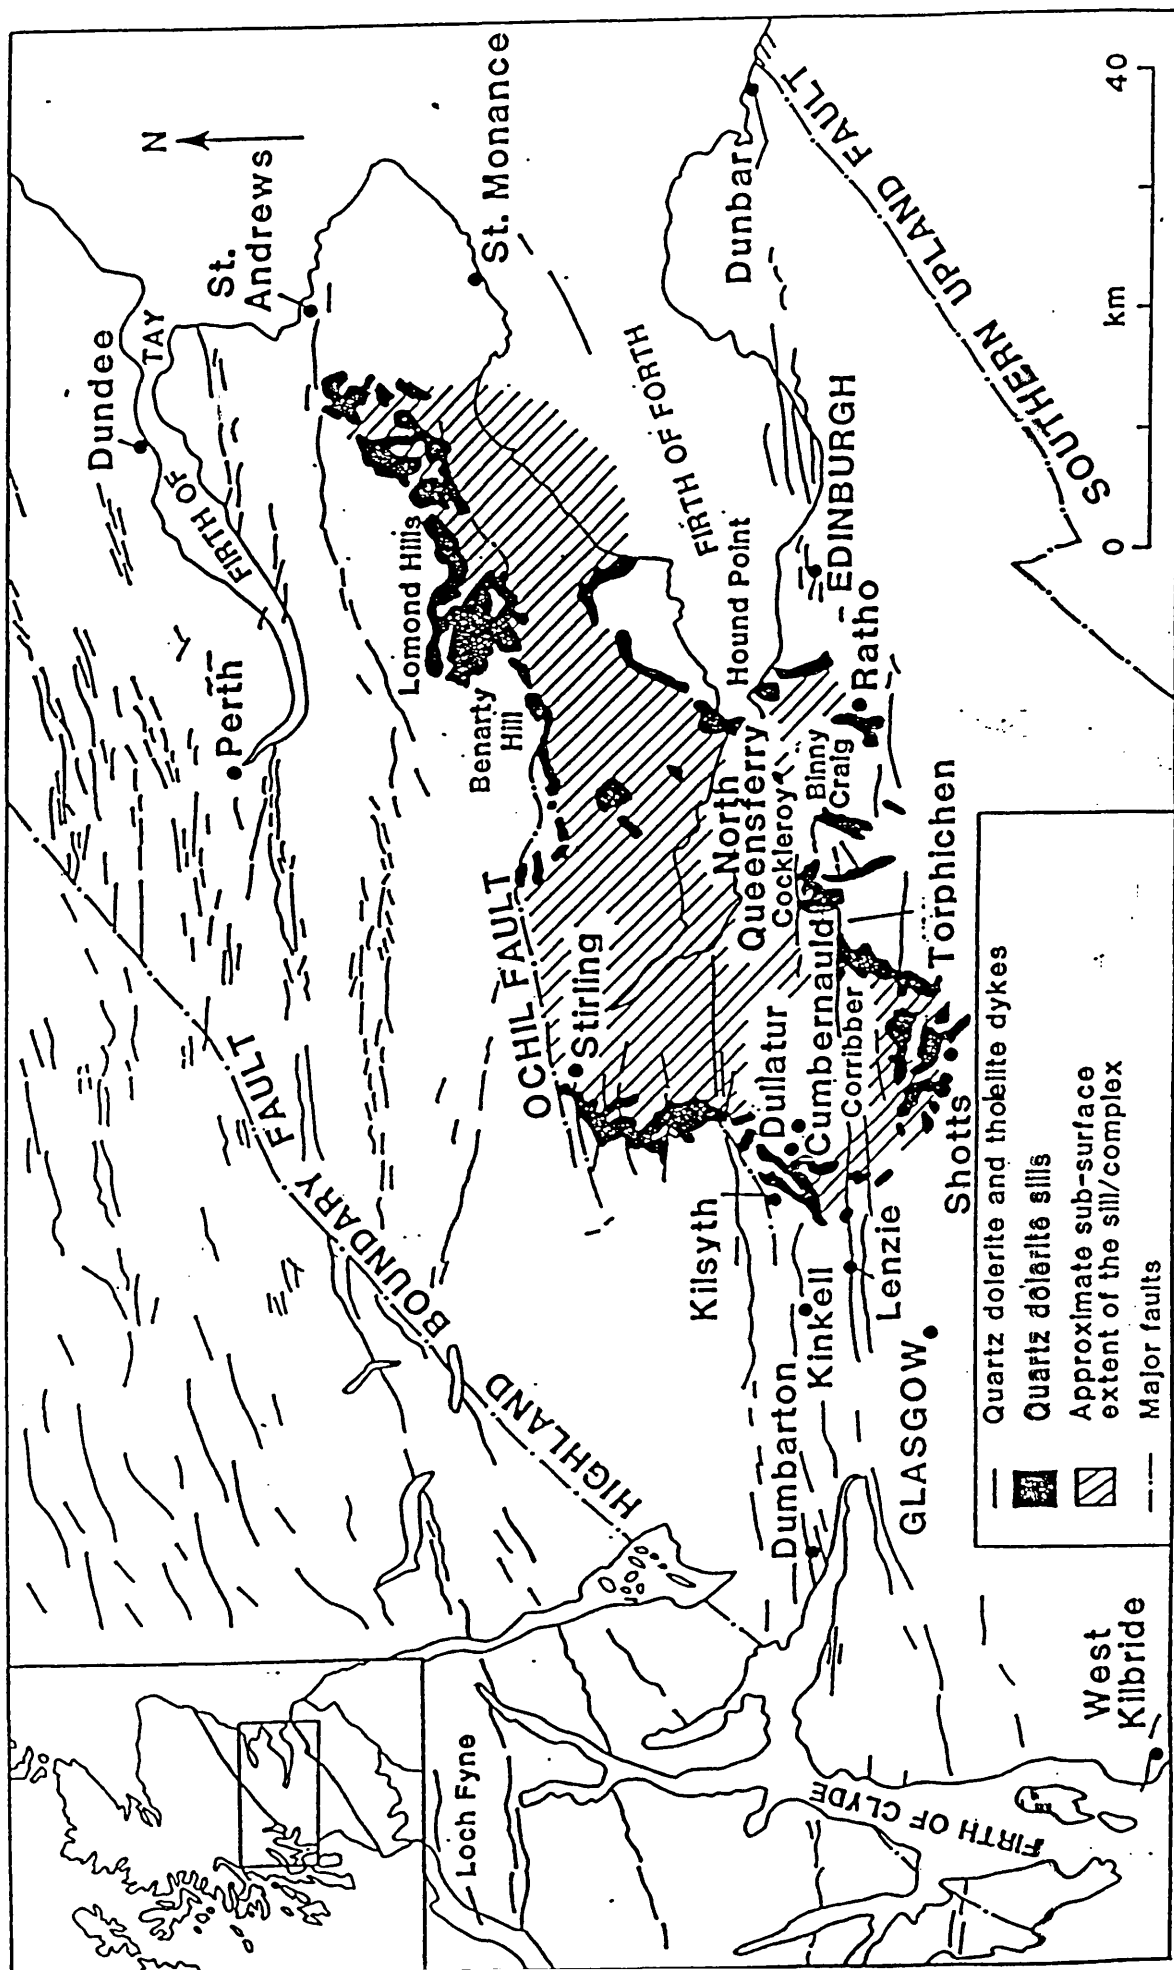 N
Dundee
FIRTH OF
TAY
St.
Andrews
St. Monance
Perth
Lomond Hills
Benarty
Hill
HIGHLAND
BOUNDARY
FAULT
OCHIL FAULT
Stirling
FIRTH OF FORTH
Hound Point
North
Queensferry
Cockleroy
Binny
Craig
EDINBURGH
Ratho
Dunbar
SOUTHERN UPLAND FAULT
Torphichen
Dullatur
Cumbernauld
Corribber
Shotts
Kilsyth
Kinkell
Lenzie
Dumbarton
GLASGOW
Loch Fyne
FIRTH OF CLYDE
West
Kilbride
Quartz dolerite and tholeiite dykes
Quartz dolerite sills
Approximate sub-surface
extent of the sill/complex
Major faults
0
km
40